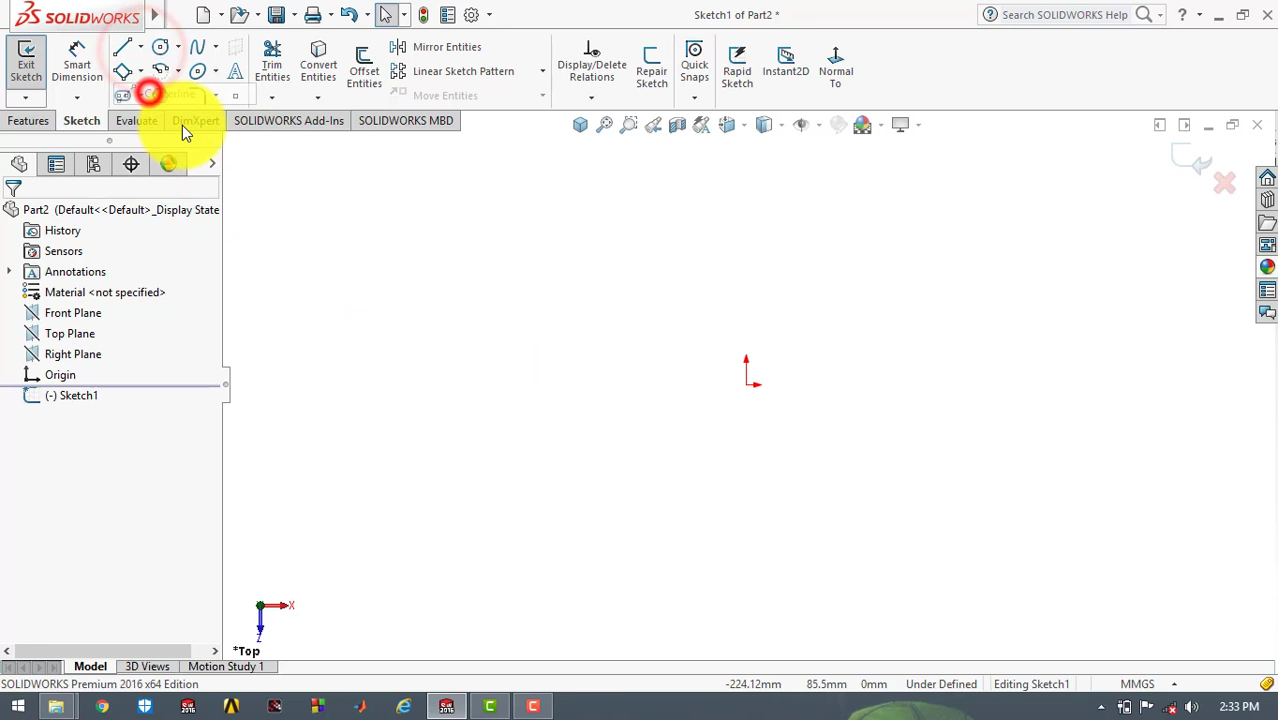 SOLIDWORKS
Sketch1 of Part2 *
Search SOLIDWORKS Help
?
Exit Sketch
Smart Dimension
Trim Entities
Convert Entities
Offset Entities
Mirror Entities
Linear Sketch Pattern
Move Entities
Display/Delete Relations
Repair Sketch
Quick Snaps
Rapid Sketch
Instant2D
Normal To
Centerline
Features
Sketch
Evaluate
DimXpert
SOLIDWORKS Add-Ins
SOLIDWORKS MBD
Part2 (Default<<Default>_Display State
History
Sensors
Annotations
Material <not specified>
Front Plane
Top Plane
Right Plane
Origin
(-) Sketch1
X
Z
*Top
Model
3D Views
Motion Study 1
SOLIDWORKS Premium 2016 x64 Edition
-224.12mm
85.5mm
0mm
Under Defined
Editing Sketch1
MMGS
2:33 PM